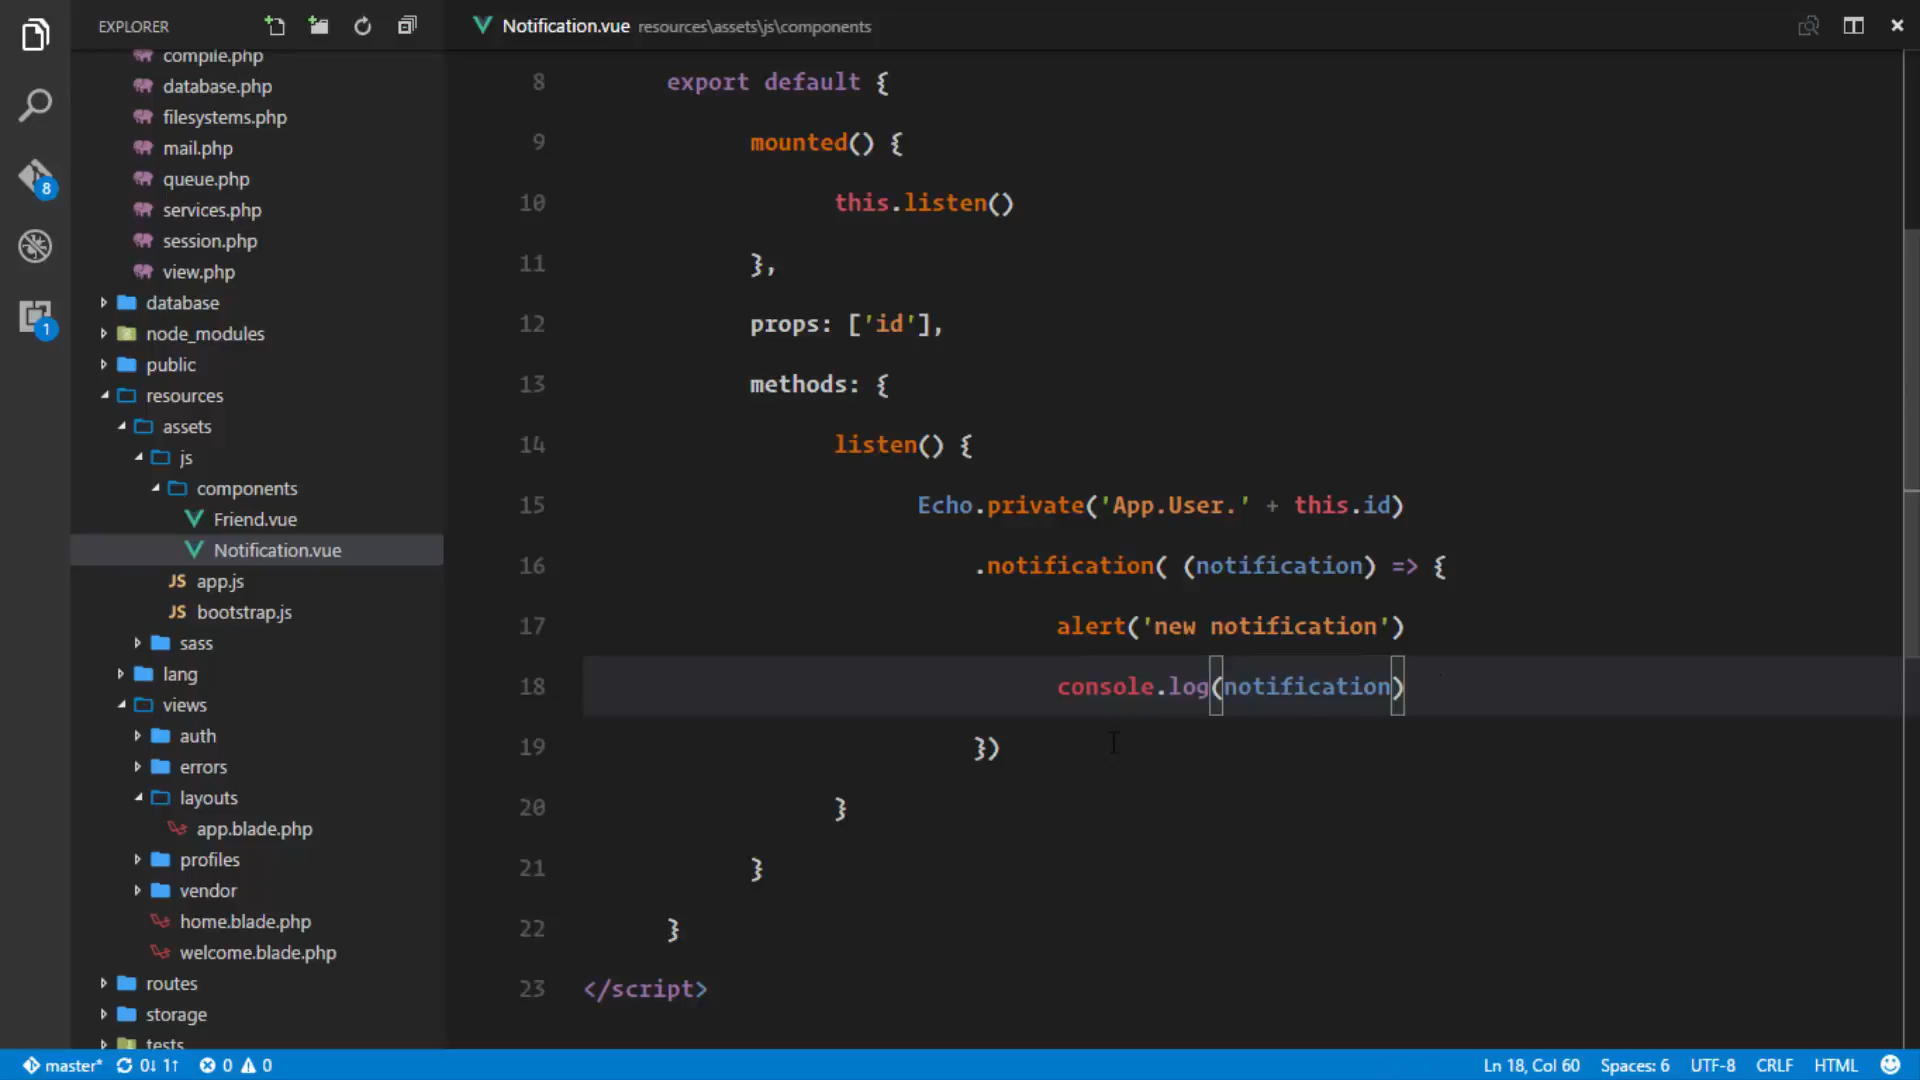 EXPLORER
compile.php
database.php
filesystems.php
mail.php
queue.php
services.php
session.php
view.php
database
node_modules
public
resources
assets
js
components
Friend.vue
Notification.vue
JS app.js
JS bootstrap.js
sass
lang
views
auth
errors
layouts
app.blade.php
profiles
vendor
home.blade.php
welcome.blade.php
routes
storage
tests
8
1
Notification.vue resources\assets\js\components
8 export default {
9 mounted() {
10 this.listen()
11 },
12 props: ['id'],
13 methods: {
14 listen() {
15 Echo.private('App.User.' + this.id)
16 .notification( (notification) => {
17 alert('new notification')
18 console.log(notification)
19 })
20 }
21 }
22 }
23 </script>
master* 0↓ 1↑ 0 0
Ln 18, Col 60 Spaces: 6 UTF-8 CRLF HTML